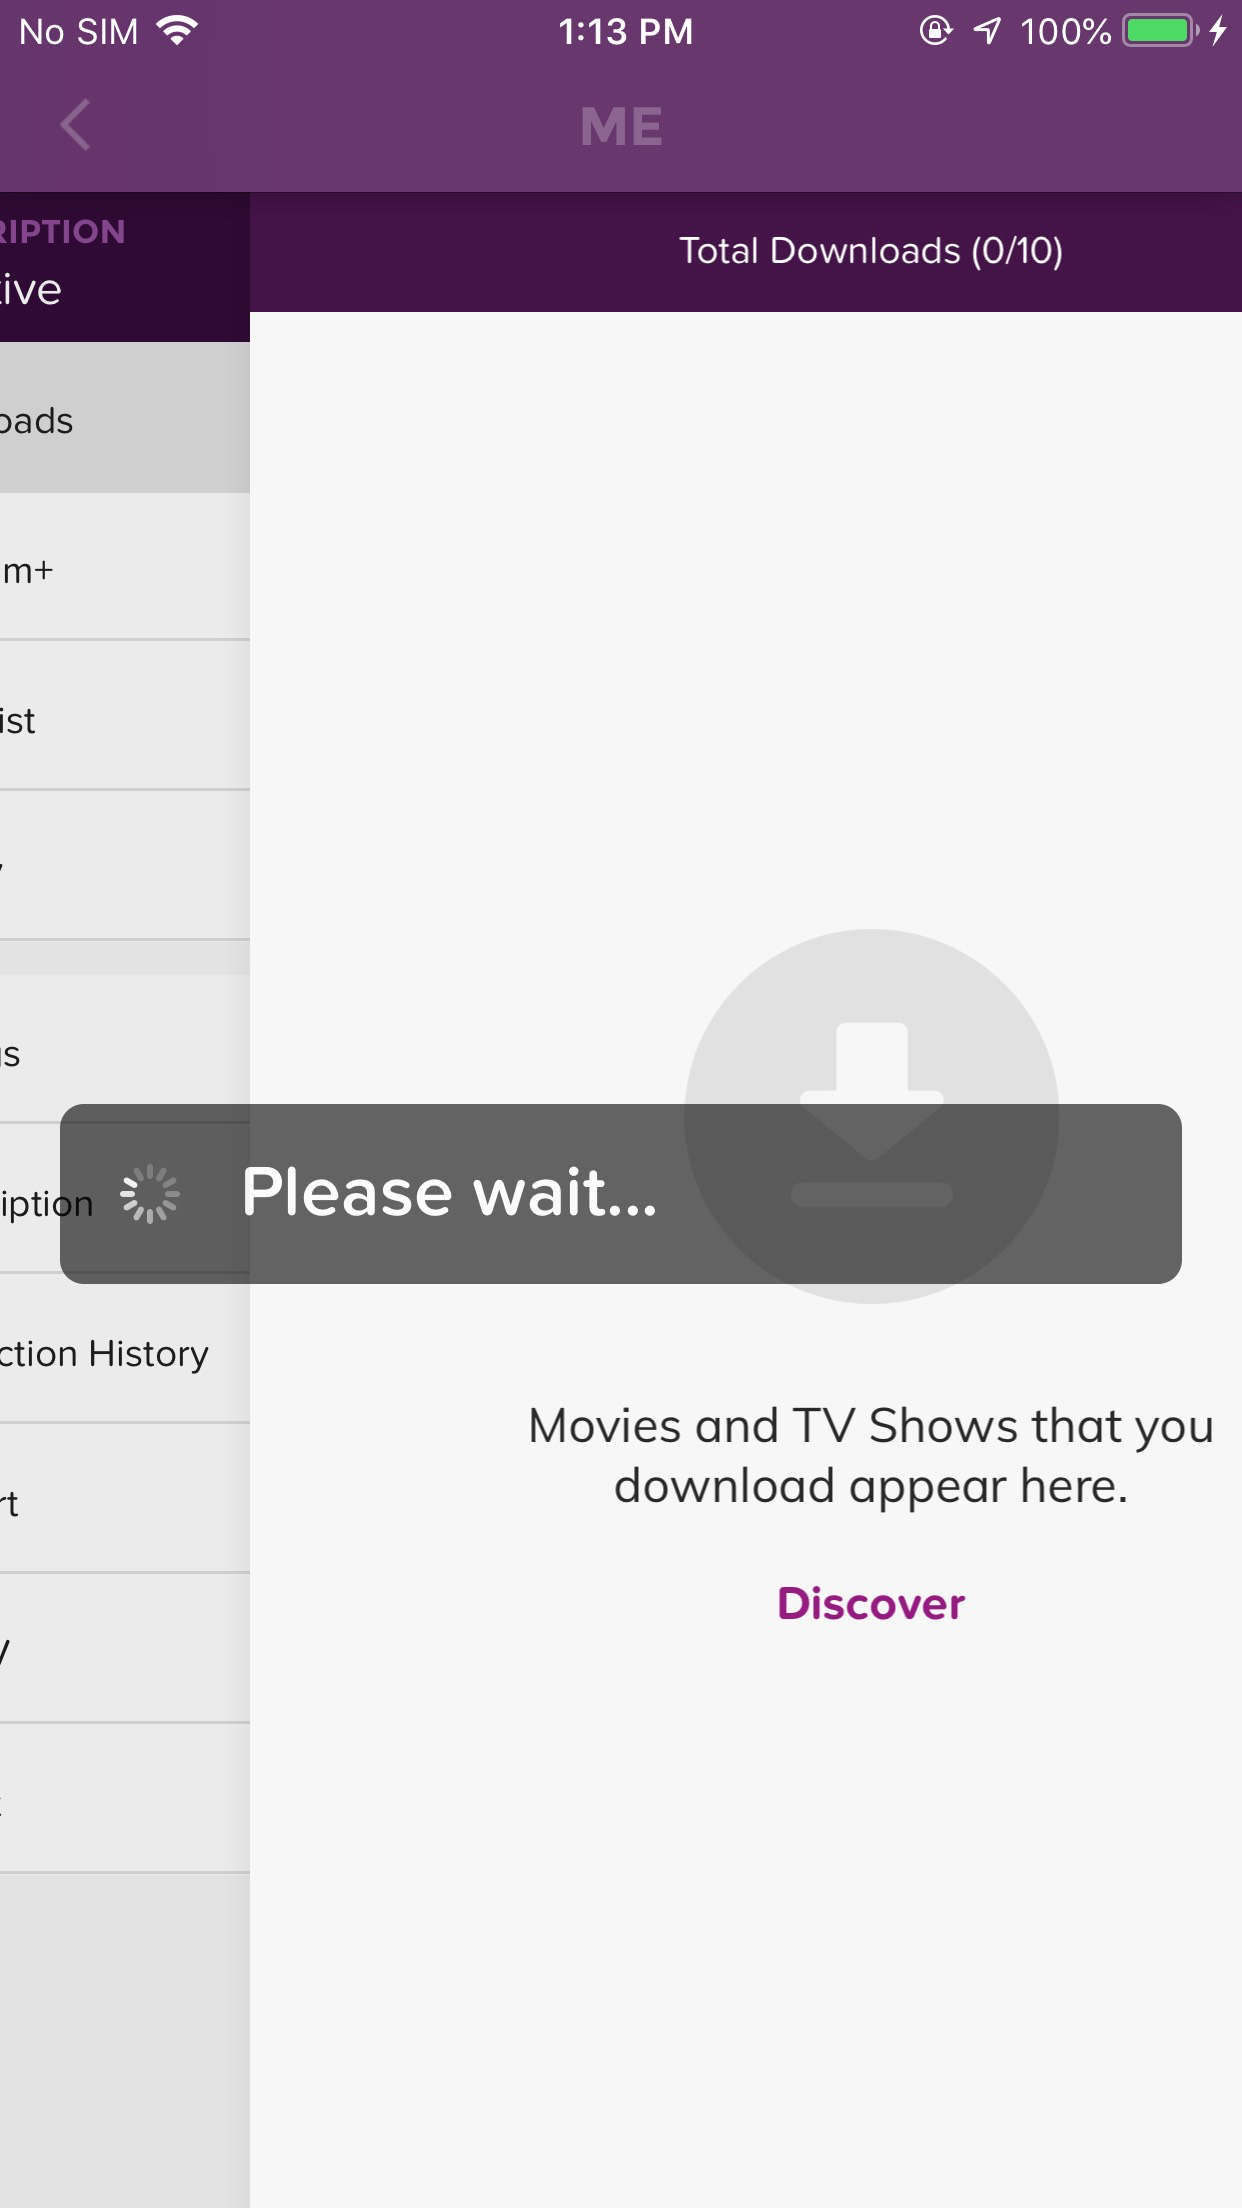 No SIM
1:13 PM
100%
ME
RIPTION
tive
Total Downloads (0/10)
oads
m+
ist
gs
iption
Please wait...
ction History
rt
y
Movies and TV Shows that you
download appear here.
Discover